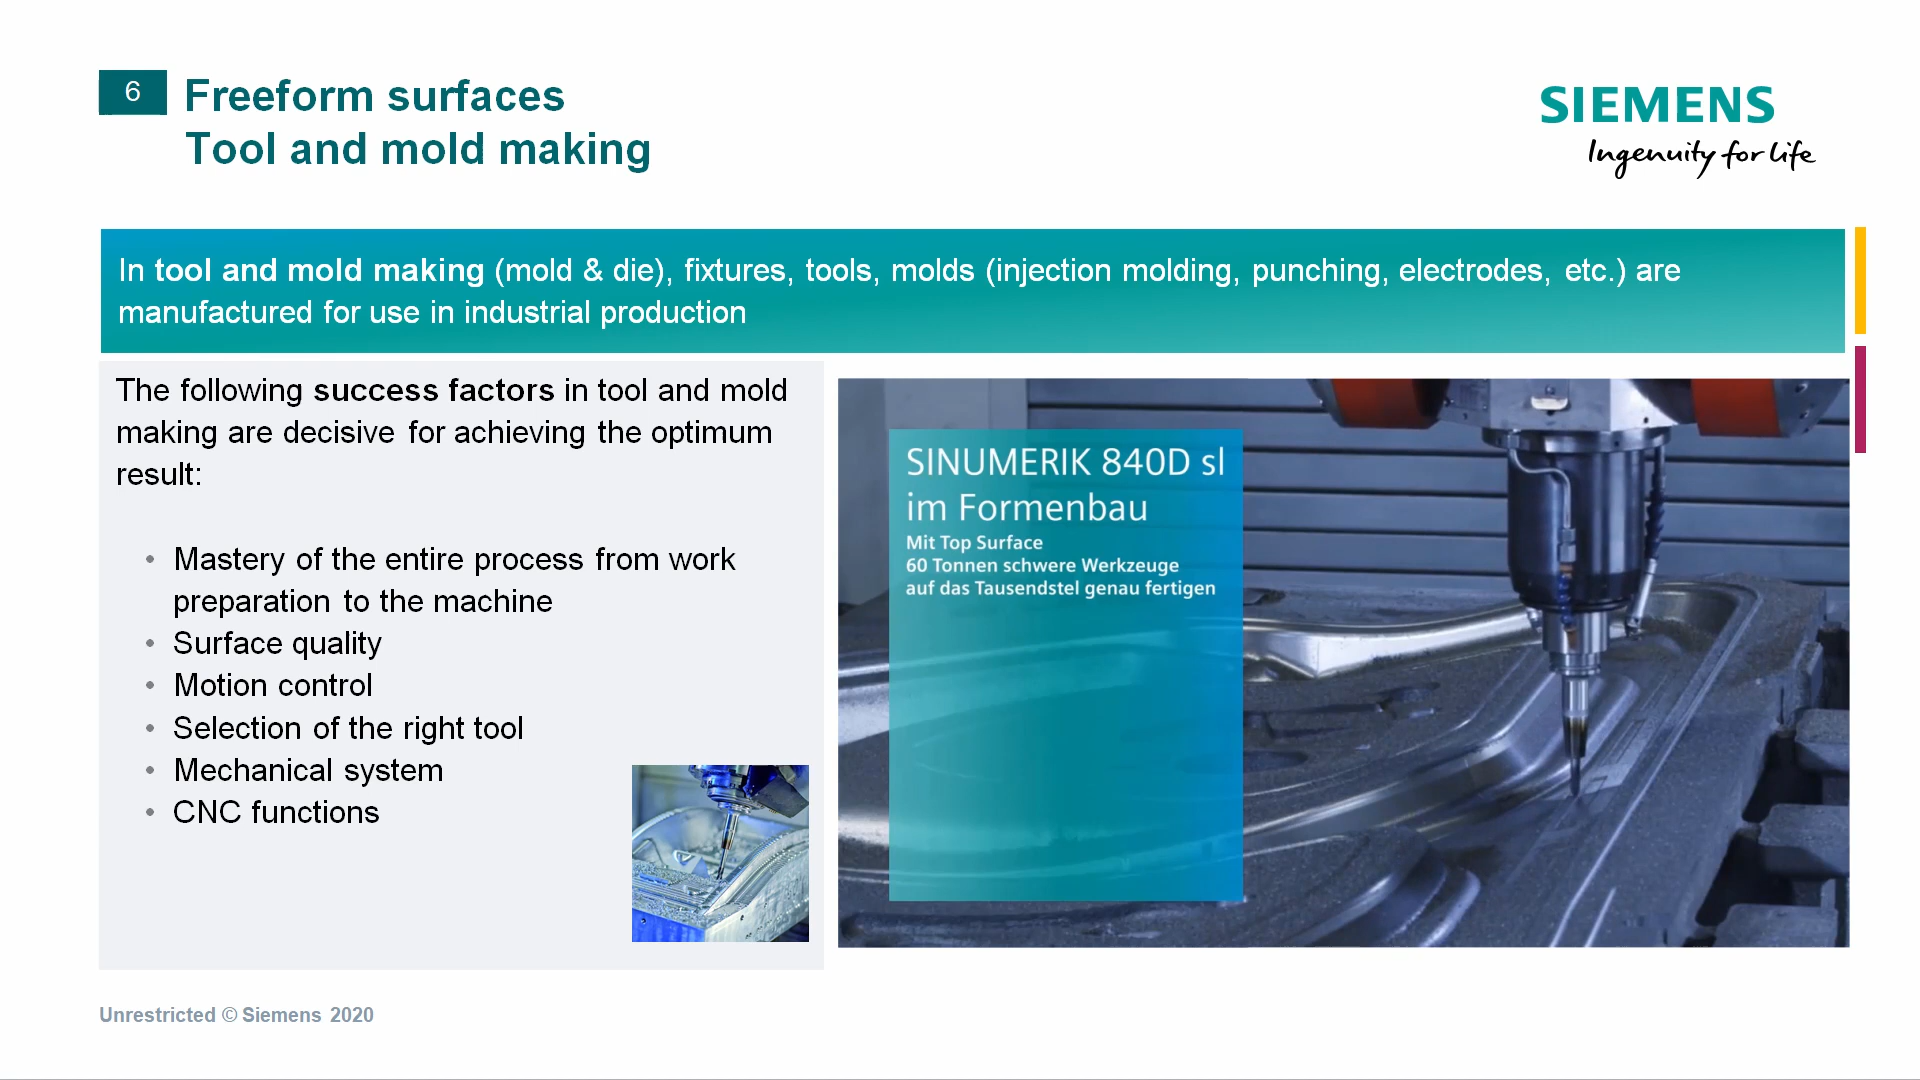 6
Freeform surfaces
Tool and mold making
SIEMENS
Ingenuity for life
In tool and mold making (mold & die), fixtures, tools, molds (injection molding, punching, electrodes, etc.) are
manufactured for use in industrial production
The following success factors in tool and mold
making are decisive for achieving the optimum
result:
• Mastery of the entire process from work
preparation to the machine
• Surface quality
• Motion control
• Selection of the right tool
• Mechanical system
• CNC functions
SINUMERIK 840D sl
im Formenbau
Mit Top Surface
60 Tonnen schwere Werkzeuge
auf das Tausendstel genau fertigen
Unrestricted © Siemens 2020